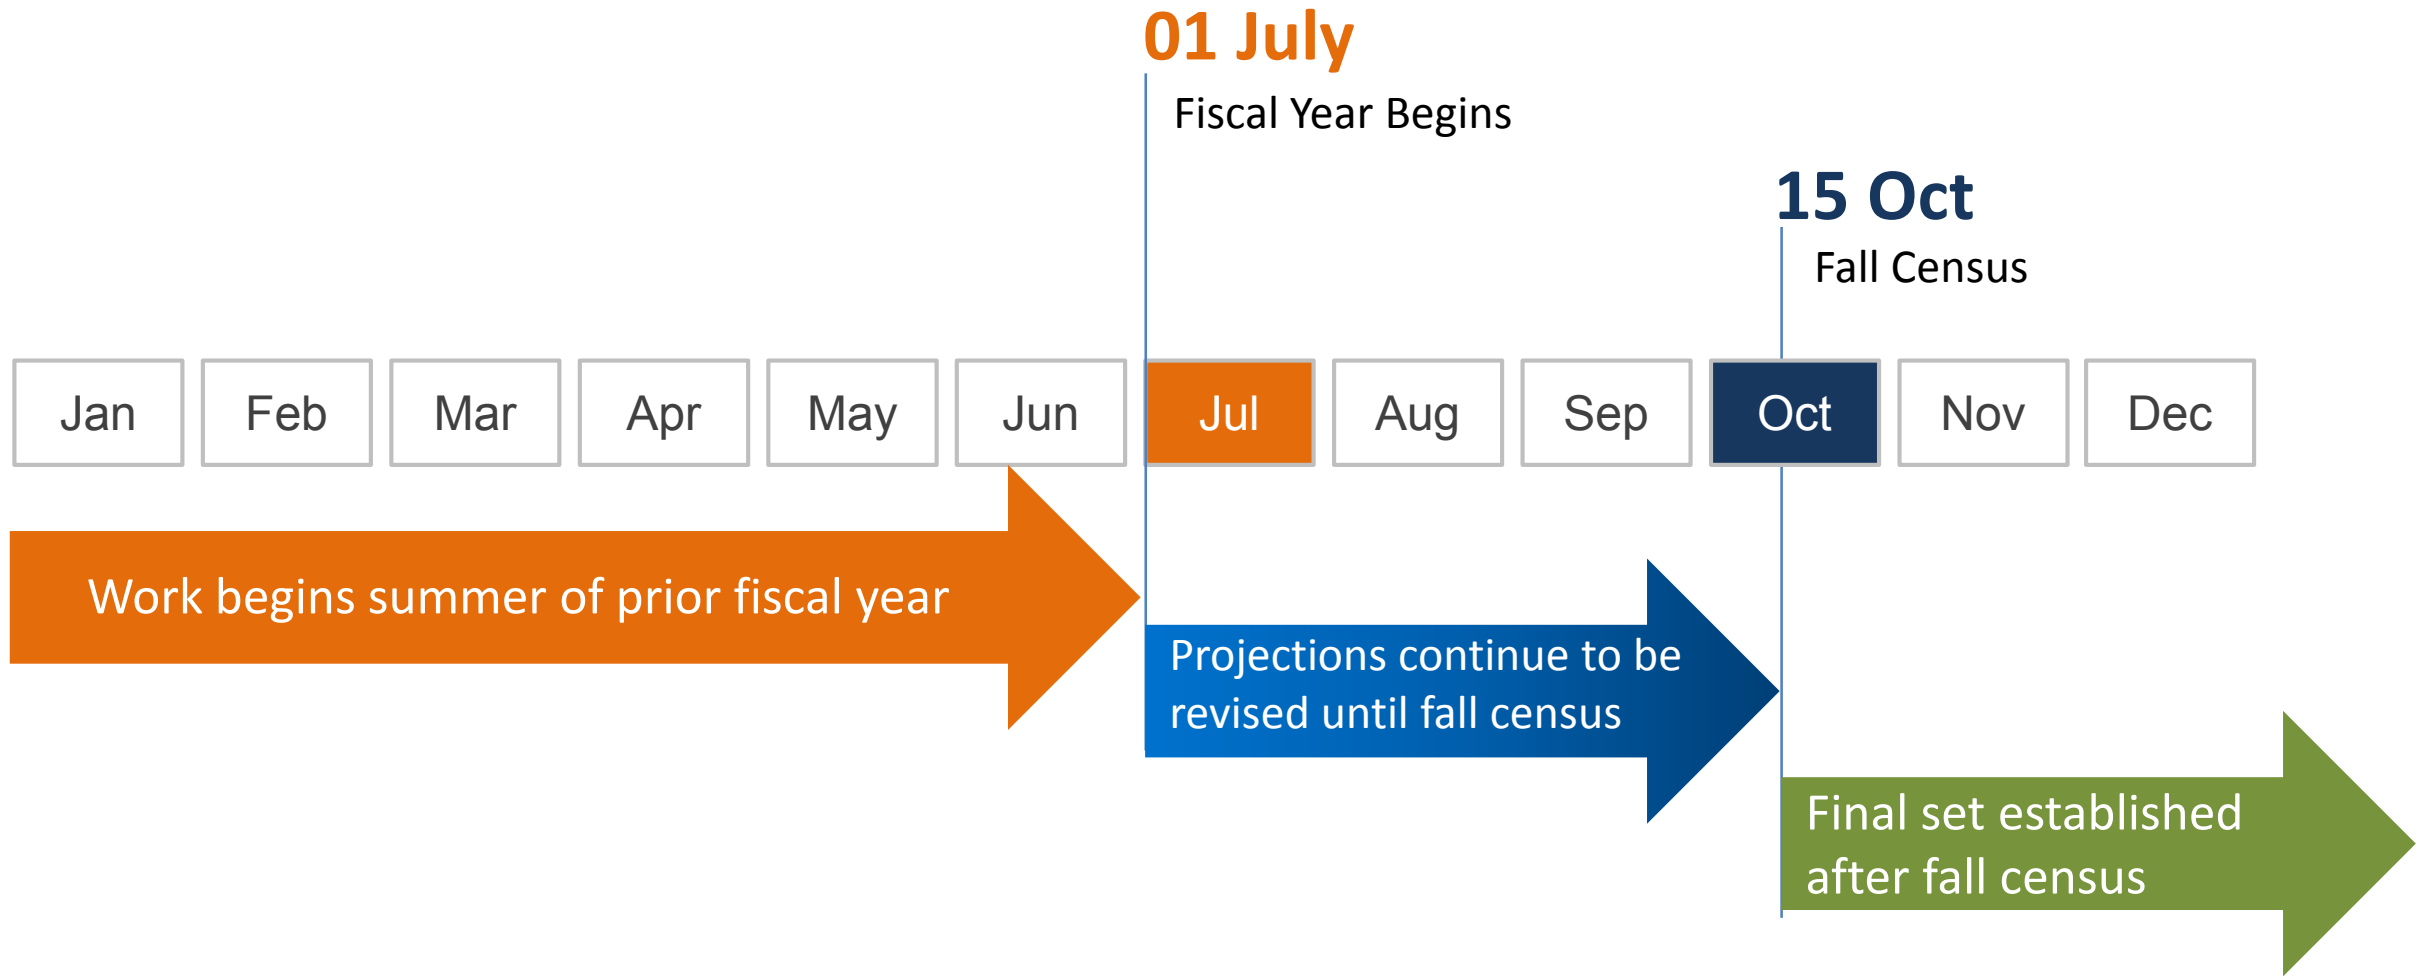 01 July
Fiscal Year Begins
15 Oct
Fall Census
Jan Feb Mar Apr May Jun Jul Aug Sep Oct Nov Dec
Work begins summer of prior fiscal year
Projections continue to be
revised until fall census
Final set established
after fall census